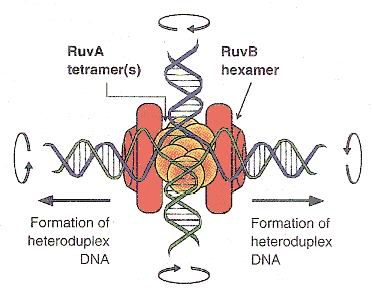 RuvA
tetramer(s)
RuvB
hexamer
Formation of
heteroduplex
DNA
Formation of
heteroduplex
DNA